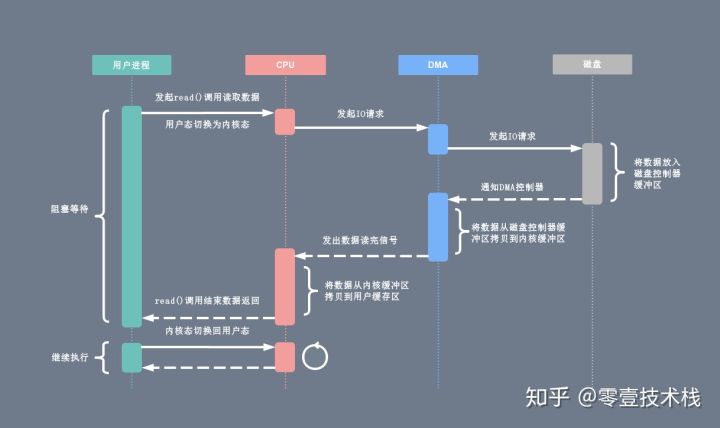 用户进程
CPU
DMA
磁盘
发起read()调用读取数据
用户态切换为内核态
发起IO请求
发起IO请求
将数据放入
磁盘控制器
缓冲区
通知DMA控制器
阻塞等待
将数据从磁盘控制器缓
冲区拷贝到内核缓冲区
发出数据读完信号
将数据从内核缓冲区
拷贝到用户缓存区
read()调用结束数据返回
内核态切换回用户态
继续执行
知乎 @零壹技术栈